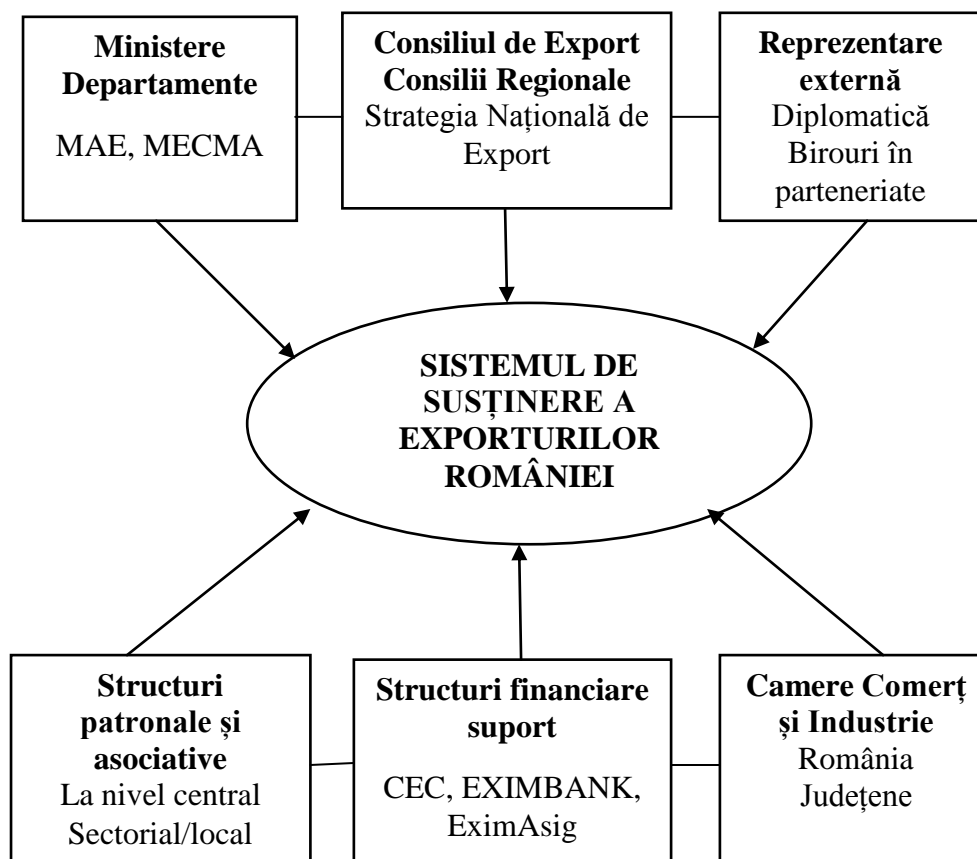 Ministere
Departamente
MAE, MECMA
Consiliul de Export
Consilii Regionale
Strategia Națională de
Export
Reprezentare
externă
Diplomatică
Birouri în
parteneriate
SISTEMUL DE
SUSȚINERE A
EXPORTURILOR
ROMÂNIEI
Structuri
patronale și
asociative
La nivel central
Sectorial/local
Structuri financiare
suport
CEC, EXIMBANK,
EximAsig
Camere Comerț
și Industrie
România
Județene